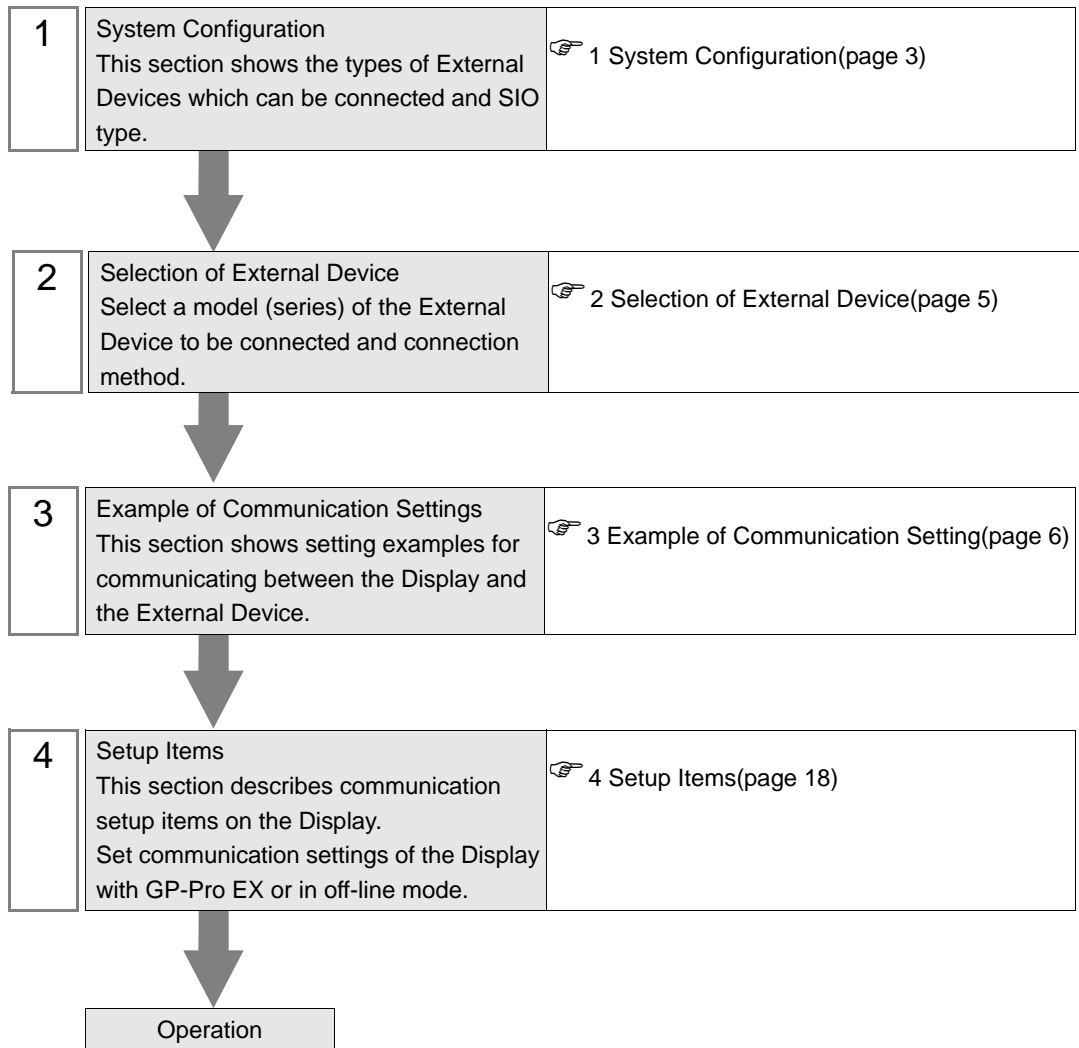 1
System Configuration
This section shows the types of External
Devices which can be connected and SIO
type.
1 System Configuration(page 3)
2
Selection of External Device
Select a model (series) of the External
Device to be connected and connection
method.
2 Selection of External Device(page 5)
3
Example of Communication Settings
This section shows setting examples for
communicating between the Display and
the External Device.
3 Example of Communication Setting(page 6)
4
Setup Items
This section describes communication
setup items on the Display.
Set communication settings of the Display
with GP-Pro EX or in off-line mode.
4 Setup Items(page 18)
Operation